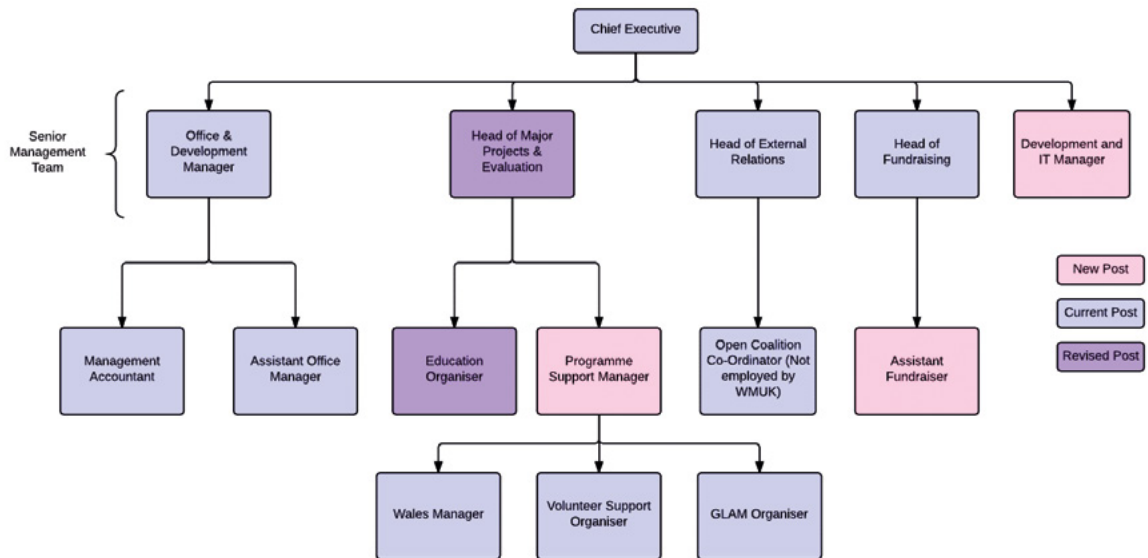 Chief Executive
Senior
Management
Team
Office &
Development
Manager
Head of Major
Projects &
Evaluation
Head of External
Relations
Head of
Fundraising
Development and
IT Manager
New Post
Current Post
Revised Post
Management
Accountant
Assistant Office
Manager
Education
Organiser
Programme
Support Manager
Open Coalition
Co-Ordinator (Not
employed by
WMUK)
Assistant
Fundraiser
Wales Manager
Volunteer Support
Organiser
GLAM Organiser